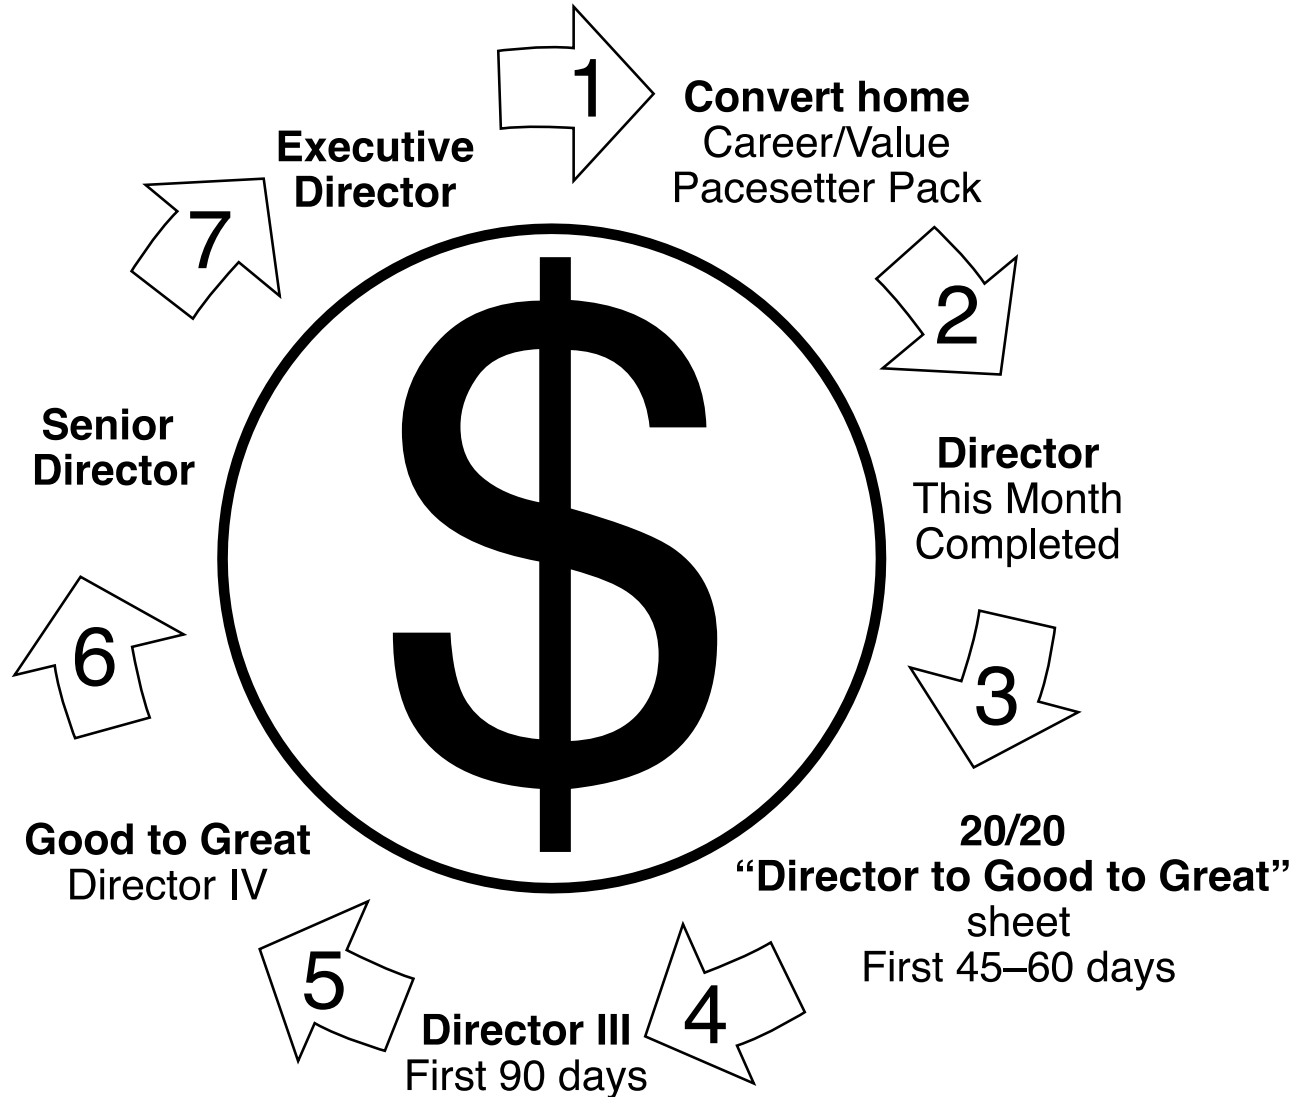 1
Convert home
Career/Value
Pacesetter Pack
2
Director
This Month
Completed
3
20/20
“Director to Good to Great”
sheet
First 45–60 days
4
Director III
First 90 days
5
Good to Great
Director IV
6
Senior
Director
7
Executive
Director
$